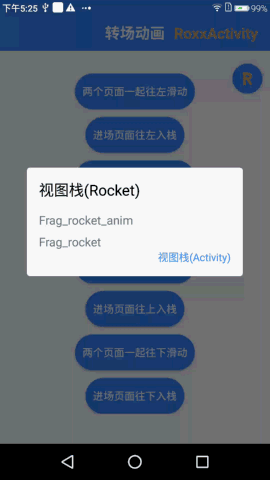 下午5:25
99%
转场动画 RoxxActivity
R
两个页面一起往左滑动
进场页面往左入栈
视图栈(Rocket)
Frag_rocket_anim
Frag_rocket
视图栈(Activity)
进场页面往上入栈
两个页面一起往下滑动
进场页面往下入栈